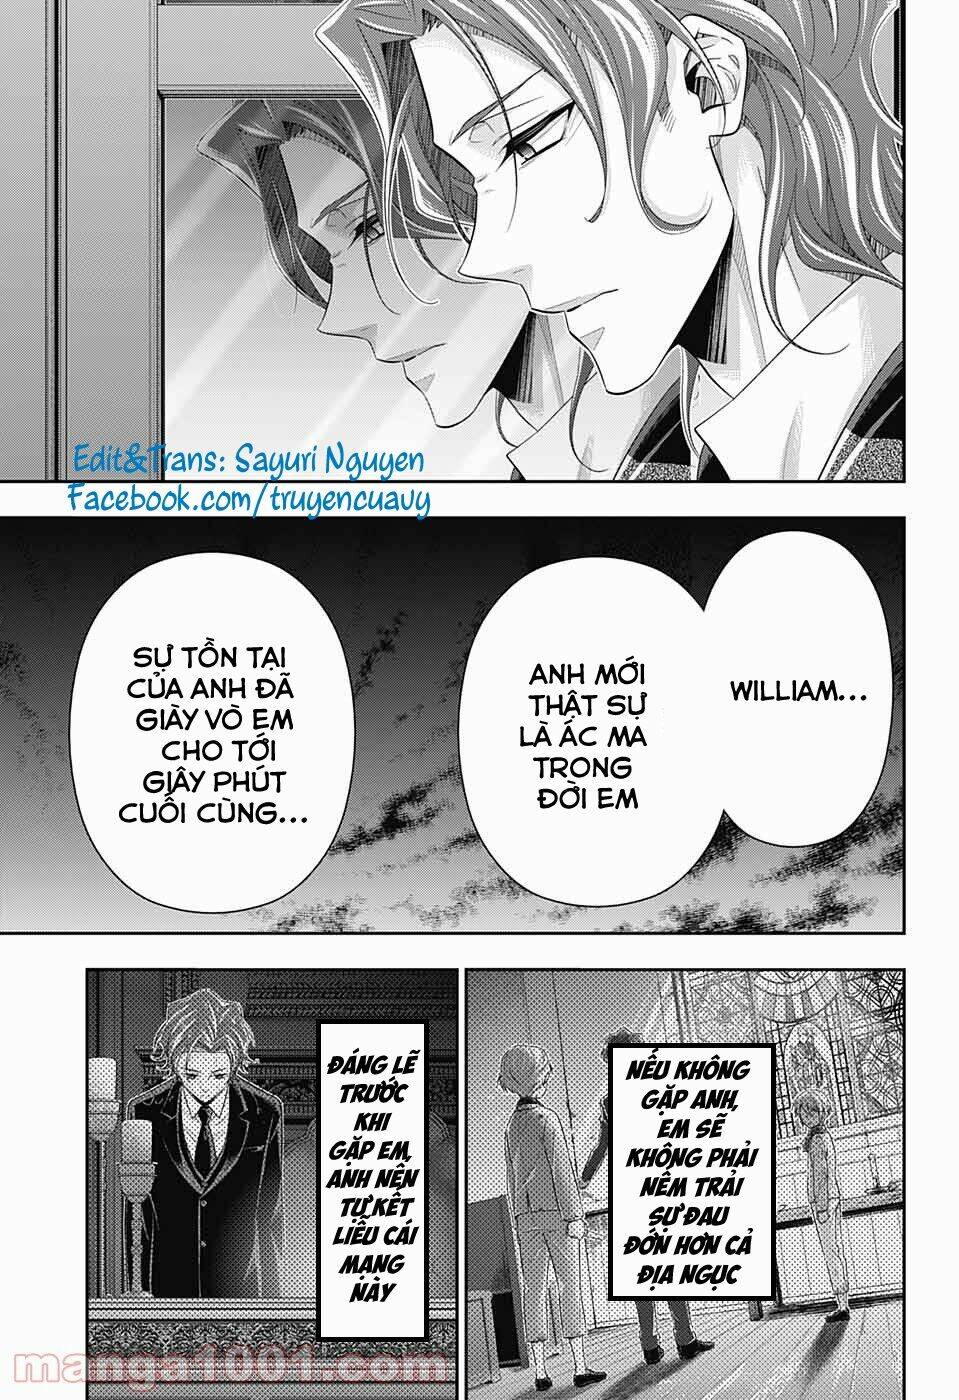 Edit&Trans: Sayuri Nguyen
Facebook.com/truyencuavy
WILLIAM...
ANH MỚI
THẬT SỰ
LÀ ÁC MA
TRONG
ĐỜI EM
SỰ TỒN TẠI
CỦA ANH ĐÃ
GIÀY VÒ EM
CHO TỚI
GIÂY PHÚT
CUỐI CÙNG...
NẾU KHÔNG
GẶP ANH,
EM SẼ
KHÔNG PHẢI
NẾM TRẢI
SỰ ĐAU
ĐỚN HƠN CẢ
ĐỊA NGỤC
ĐÁNG LẼ
TRƯỚC
KHI
GẶP EM,
ANH NÊN
TỰ KẾT
LIỄU CÁI
MẠNG
NÀY
manga1001.com